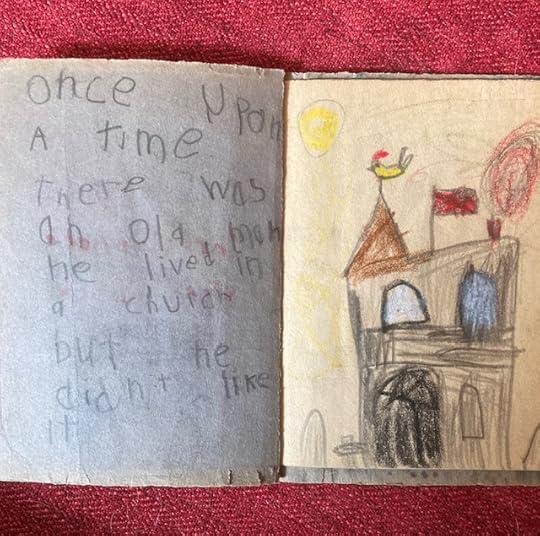 once upon
A time
there was
an old man
he lived in
a church
but he
didn't like
it